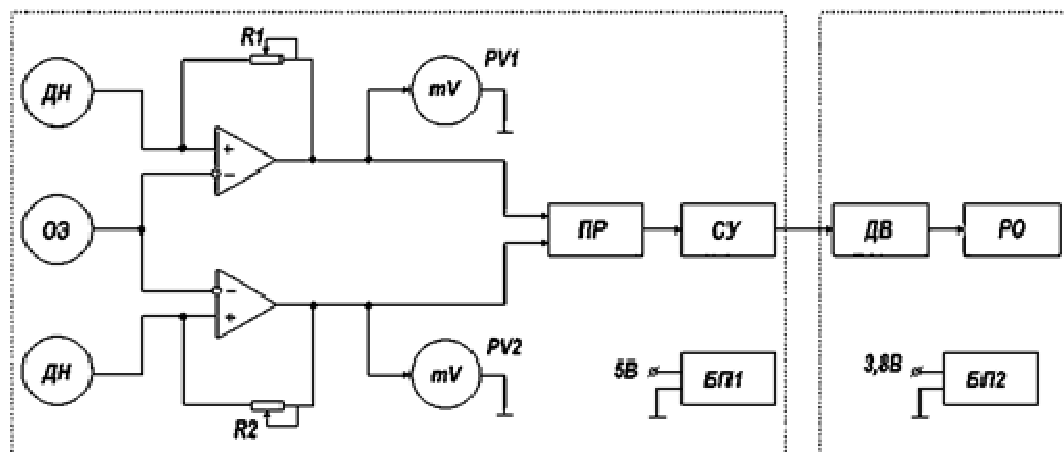 R1
PV1
ДН
mV
+
−
ОЭ
ПР
СУ
ДВ
РО
−
+
ДН
PV2
mV
R2
5В
БП1
3,8В
БП2